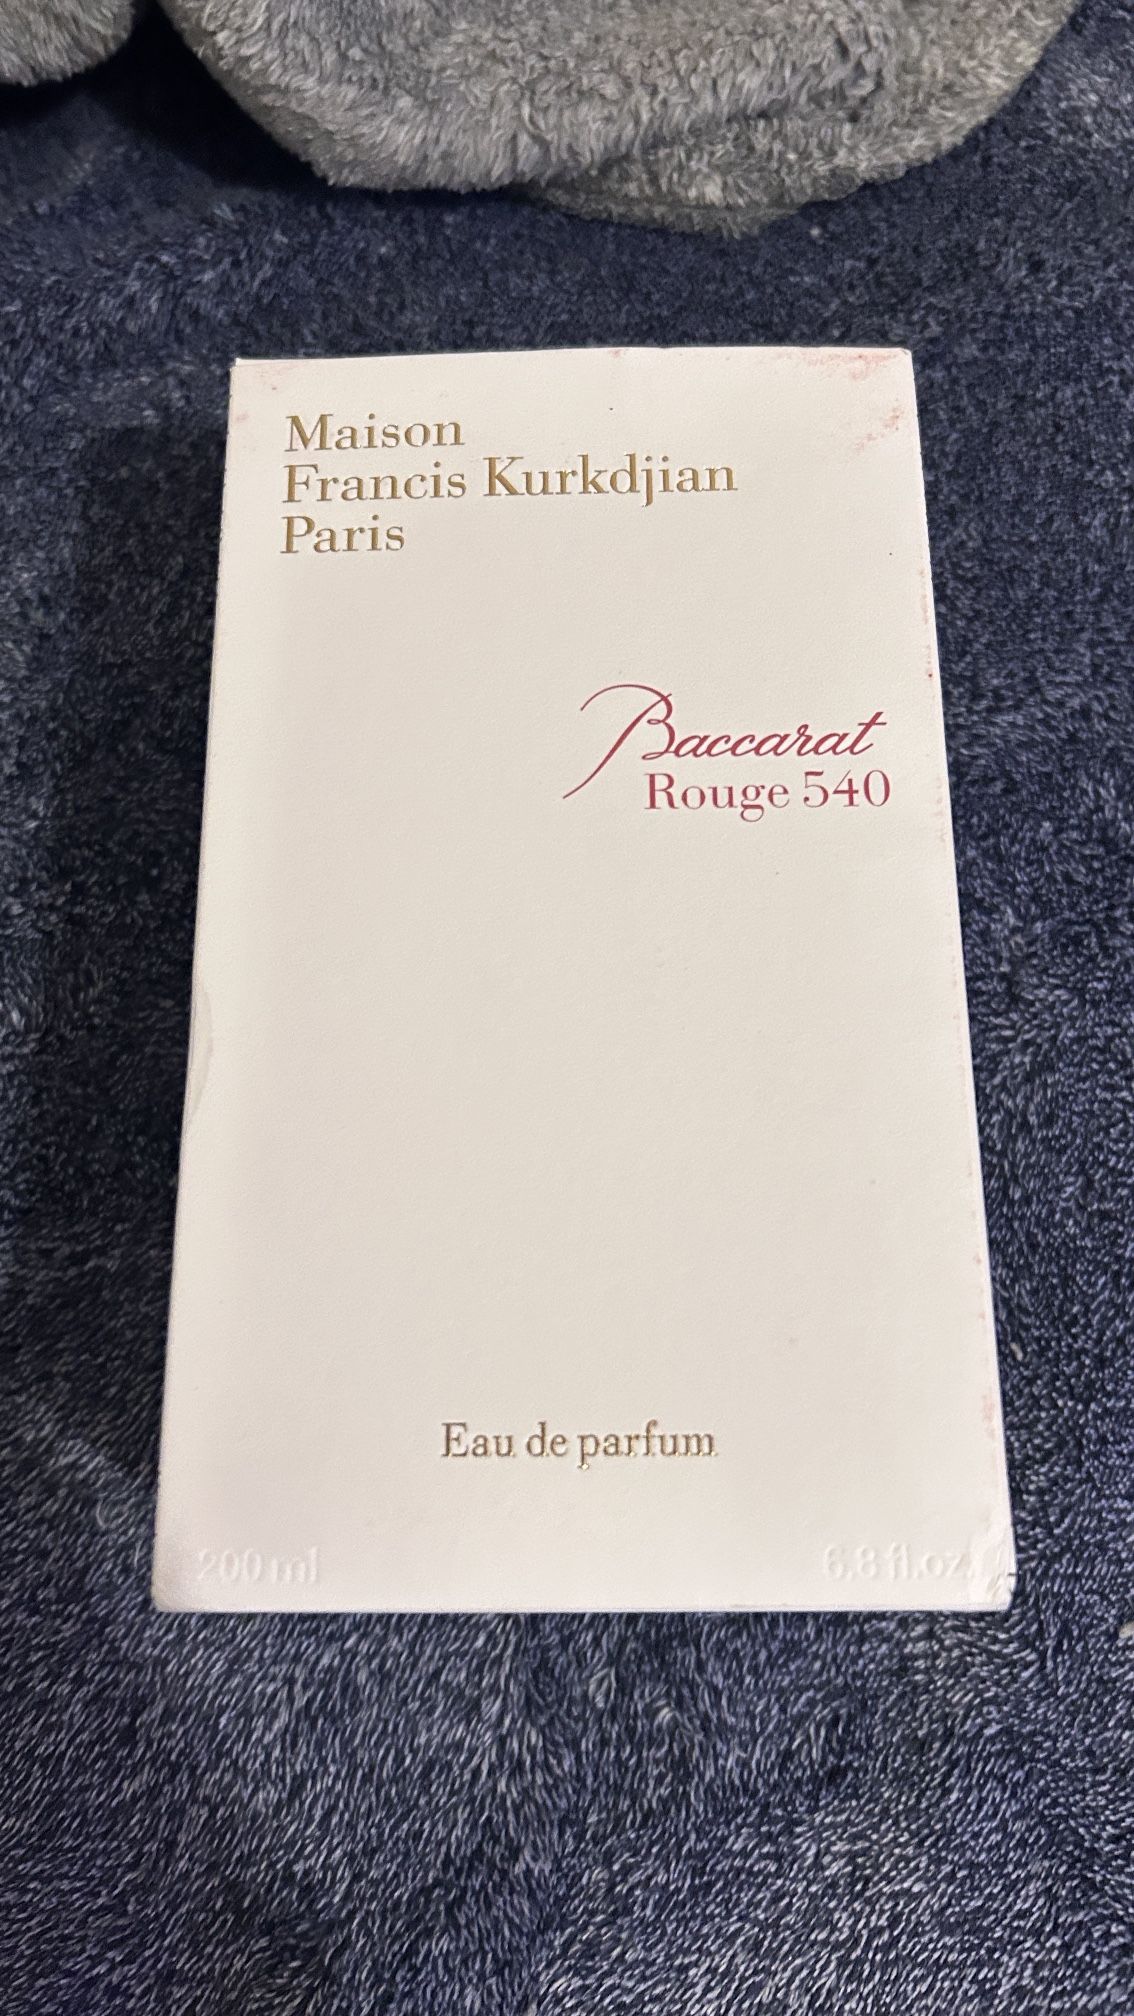 Maison
Francis Kurkdjian
Paris
Baccarat
Rouge 540
Eau de parfum
200 ml
6.8 fl.oz.